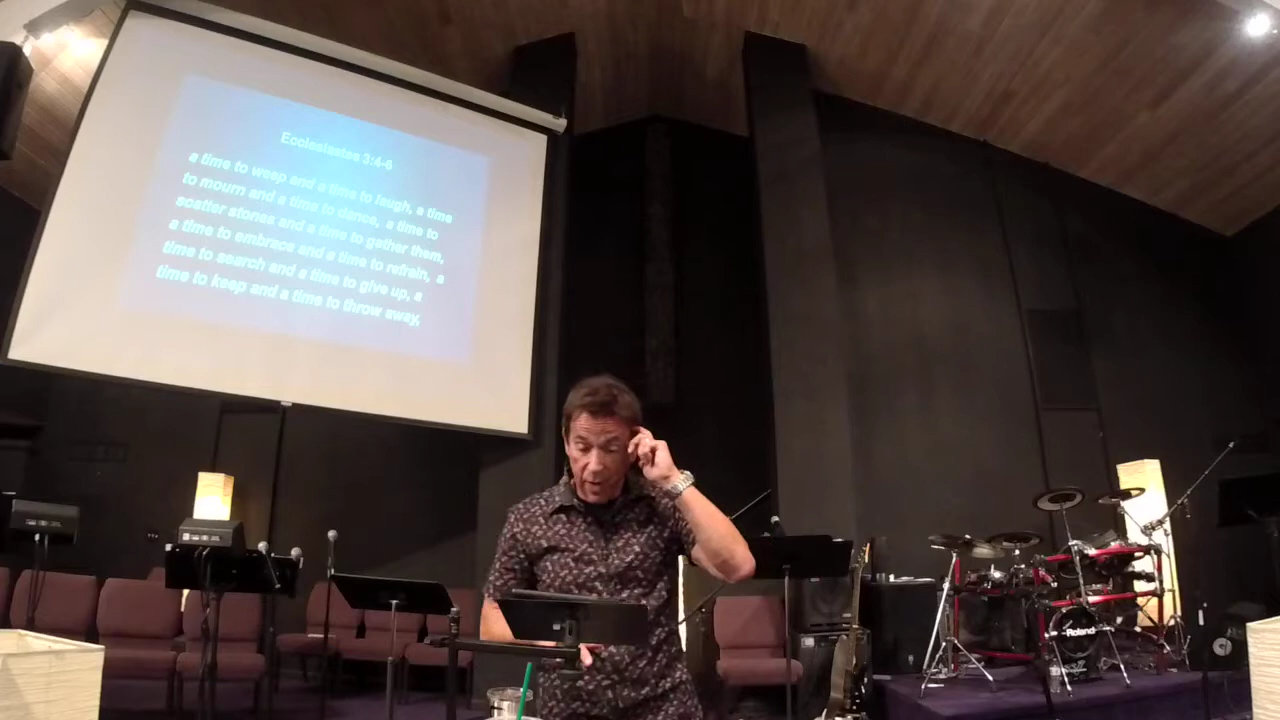 Ecclesiastes 3:4-6
a time to weep and a time to laugh, a time
to mourn and a time to dance, a time to
scatter stones and a time to gather them,
a time to embrace and a time to refrain, a
time to search and a time to give up, a
time to keep and a time to throw away,
Roland